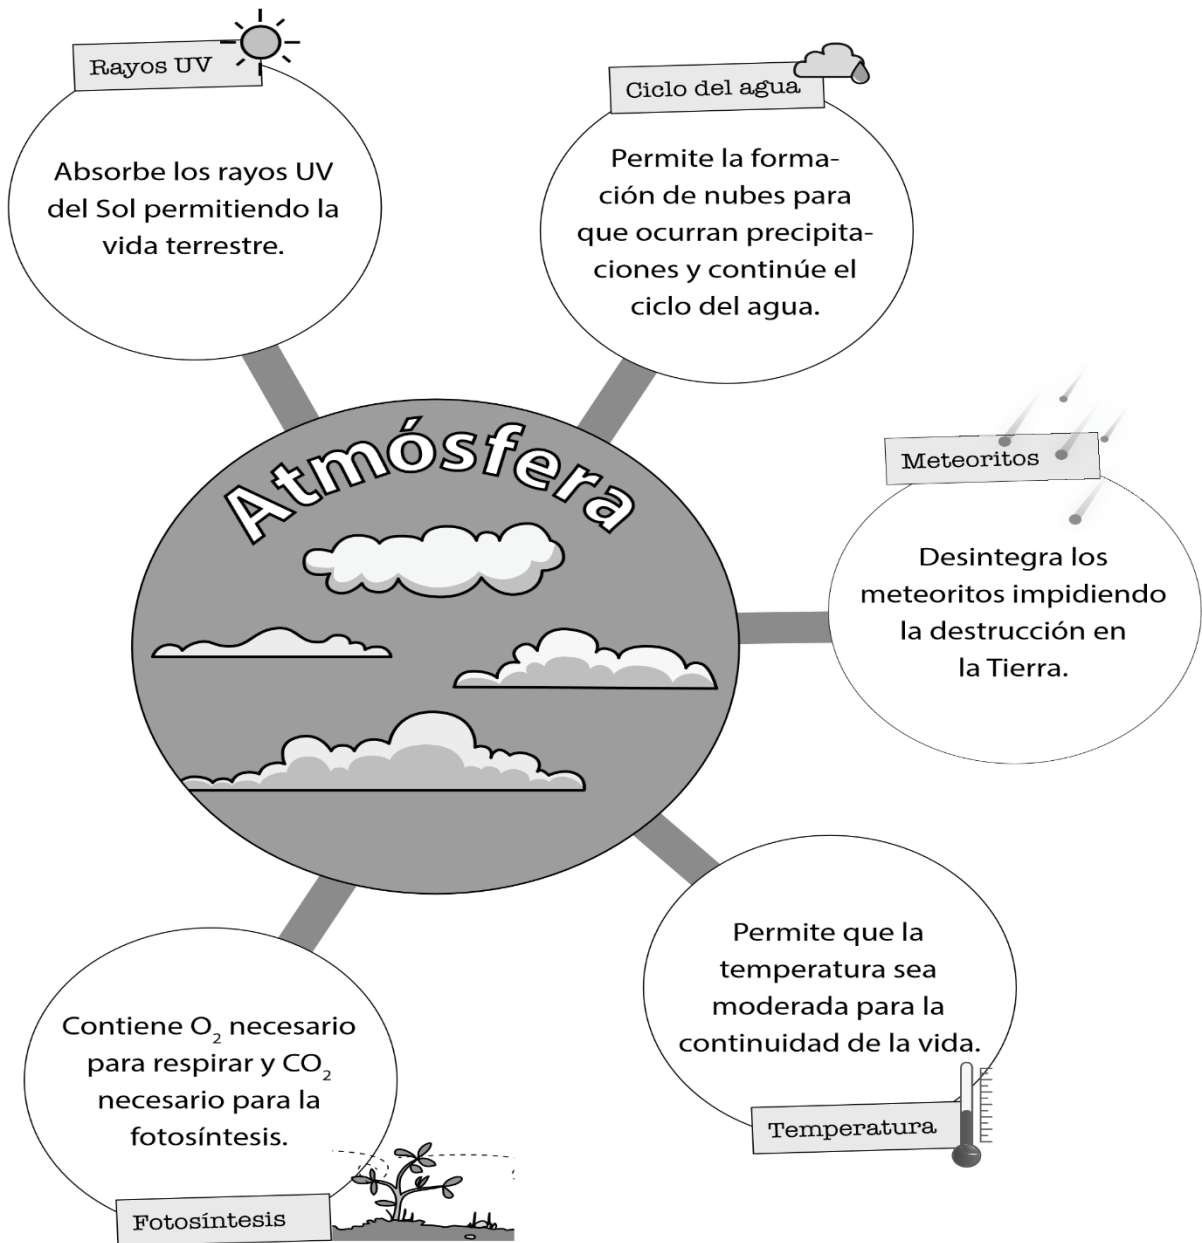 Rayos UV
Absorbe los rayos UV
del Sol permitiendo la
vida terrestre.
Ciclo del agua
Permite la forma-
ción de nubes para
que ocurran precipita-
ciones y continúe el
ciclo del agua.
Atmósfera
Meteoritos
Desintegra los
meteoritos impidiendo
la destrucción en
la Tierra.
Permite que la
temperatura sea
moderada para la
continuidad de la vida.
Temperatura
Contiene O₂ necesario
para respirar y CO₂
necesario para la
fotosíntesis.
Fotosíntesis